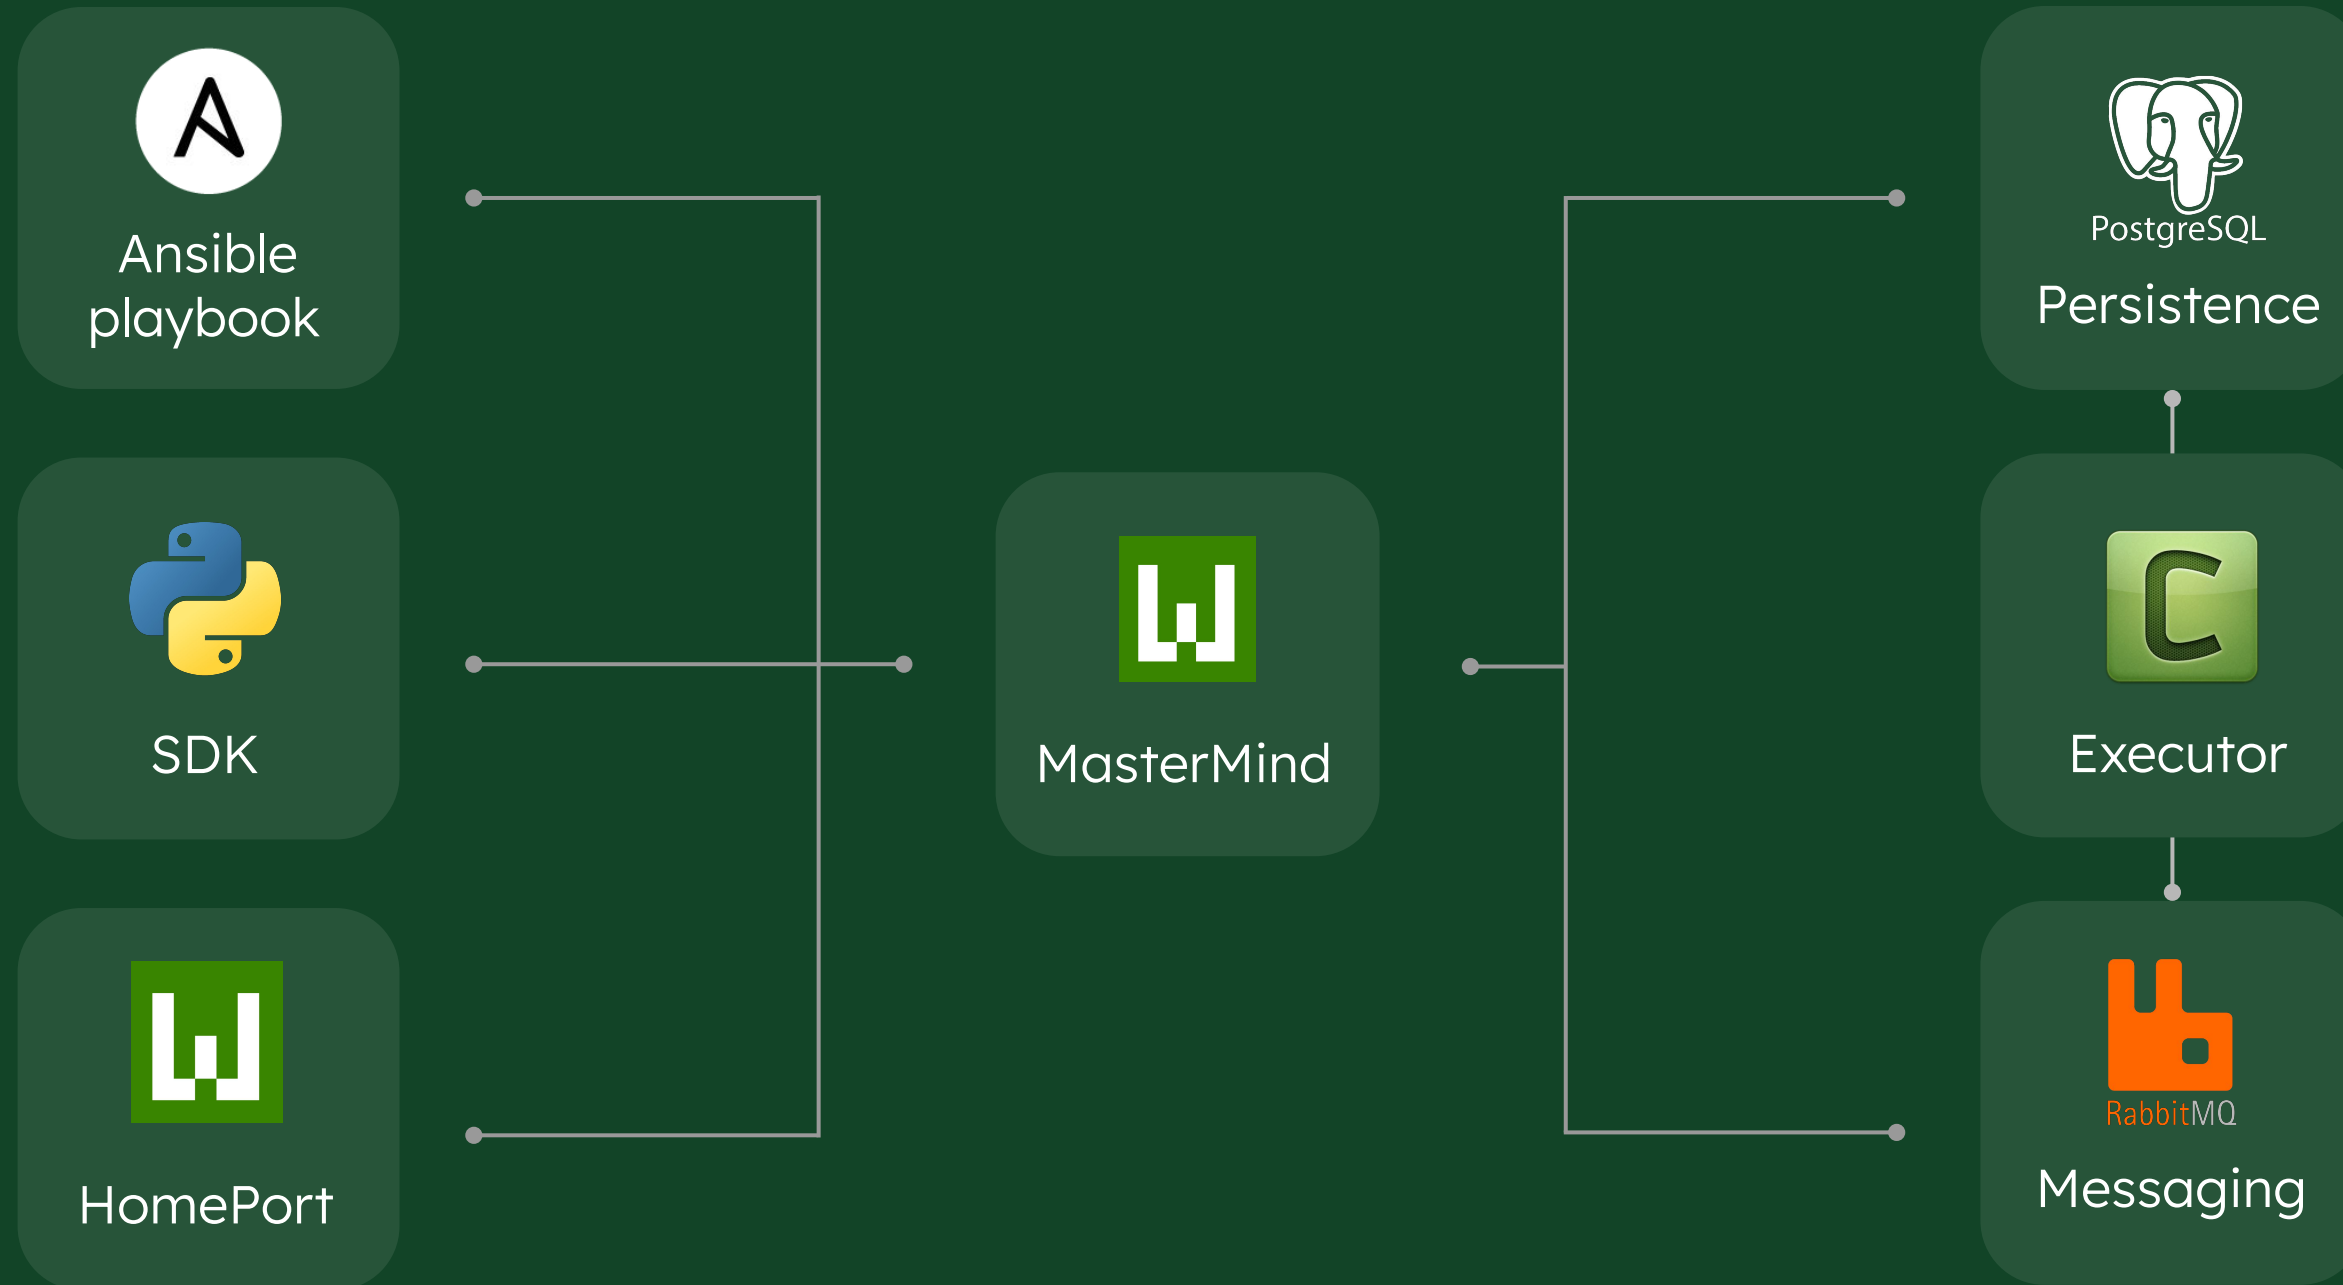 Ansible
playbook
SDK
HomePort
MasterMind
PostgreSQL
Persistence
Executor
RabbitMQ
Messaging